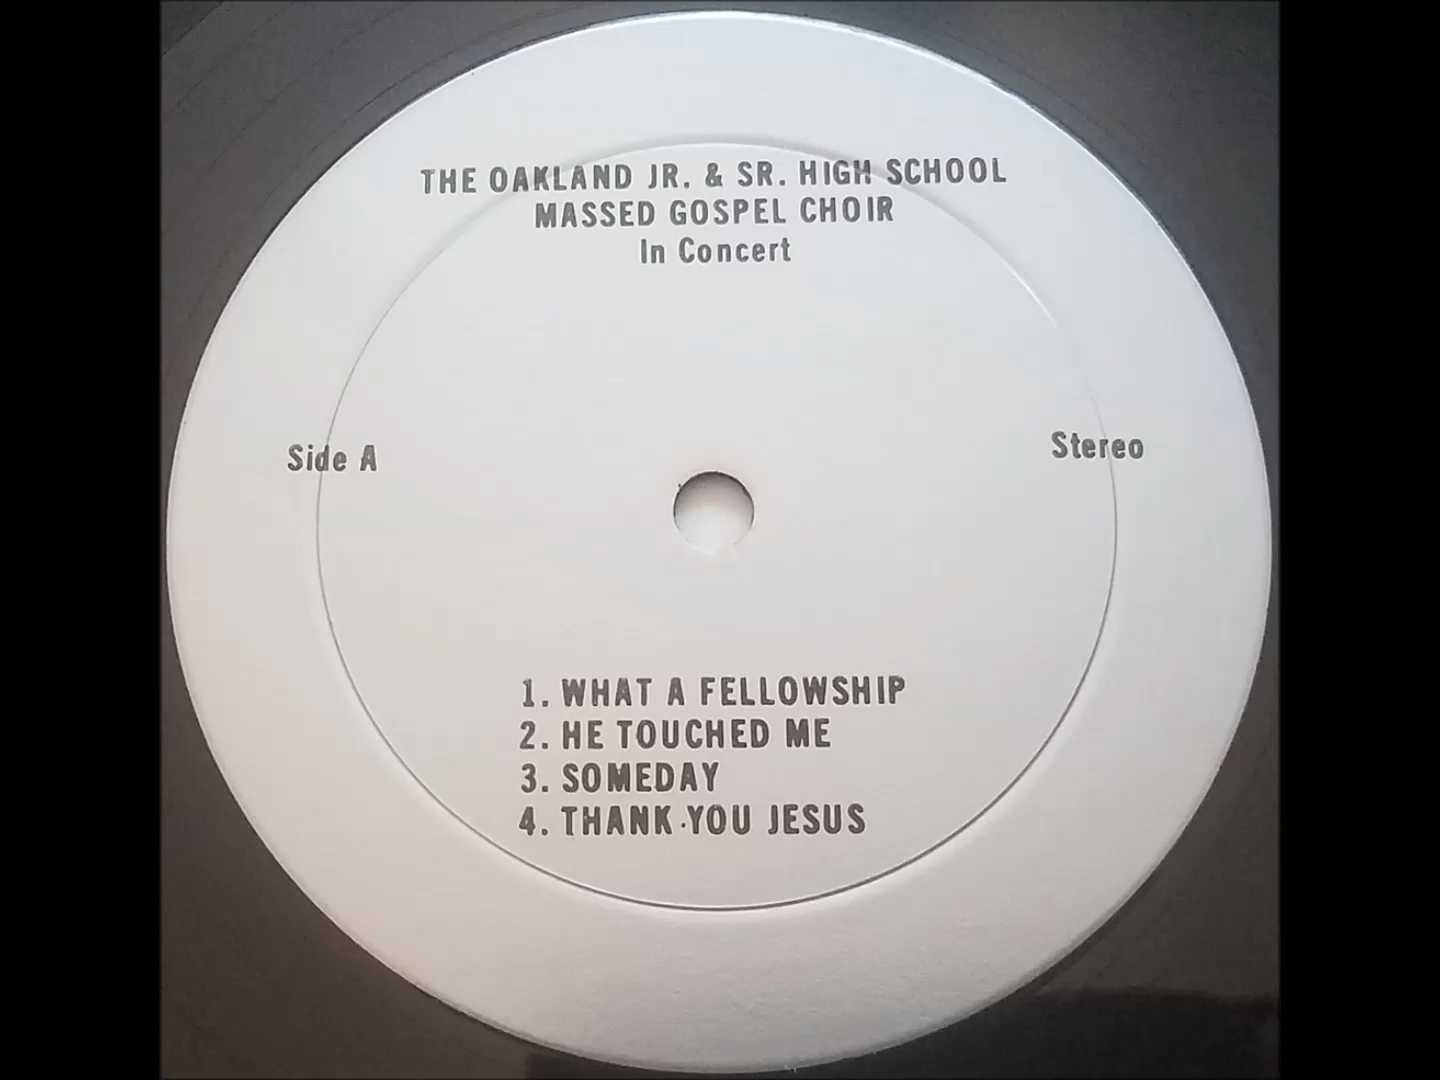 THE OAKLAND JR. & SR. HIGH SCHOOL
MASSED GOSPEL CHOIR
In Concert
Side A
Stereo
1. WHAT A FELLOWSHIP
2. HE TOUCHED ME
3. SOMEDAY
4. THANK YOU JESUS